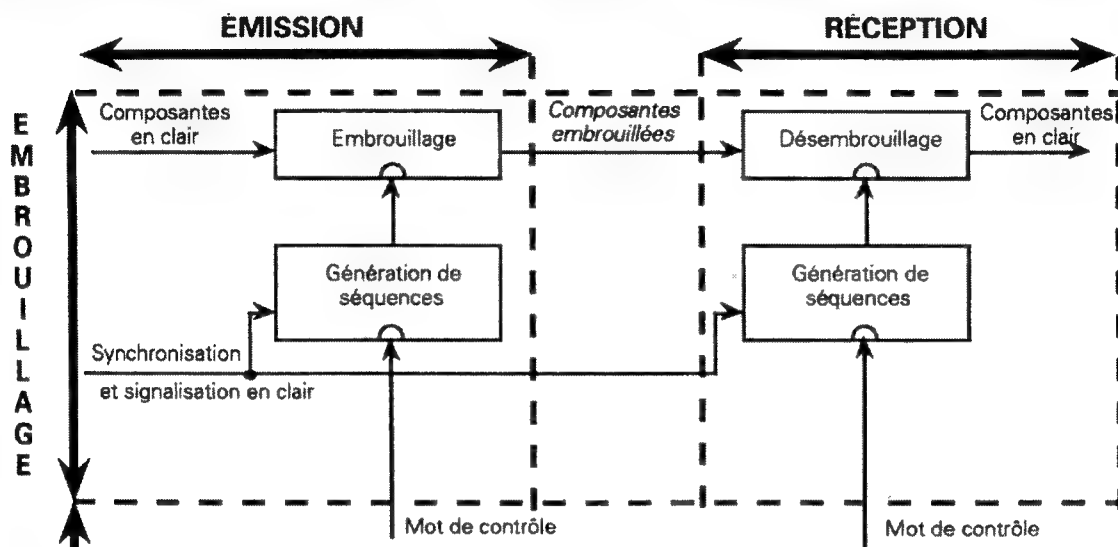 ÉMISSION
RÉCEPTION
EMBROUILLAGE
Composantes
en clair
Embrouillage
Composantes
embrouillées
Désembrouillage
Composantes
en clair
Génération de
séquences
Génération de
séquences
Synchronisation
et signalisation en clair
Mot de contrôle
Mot de contrôle